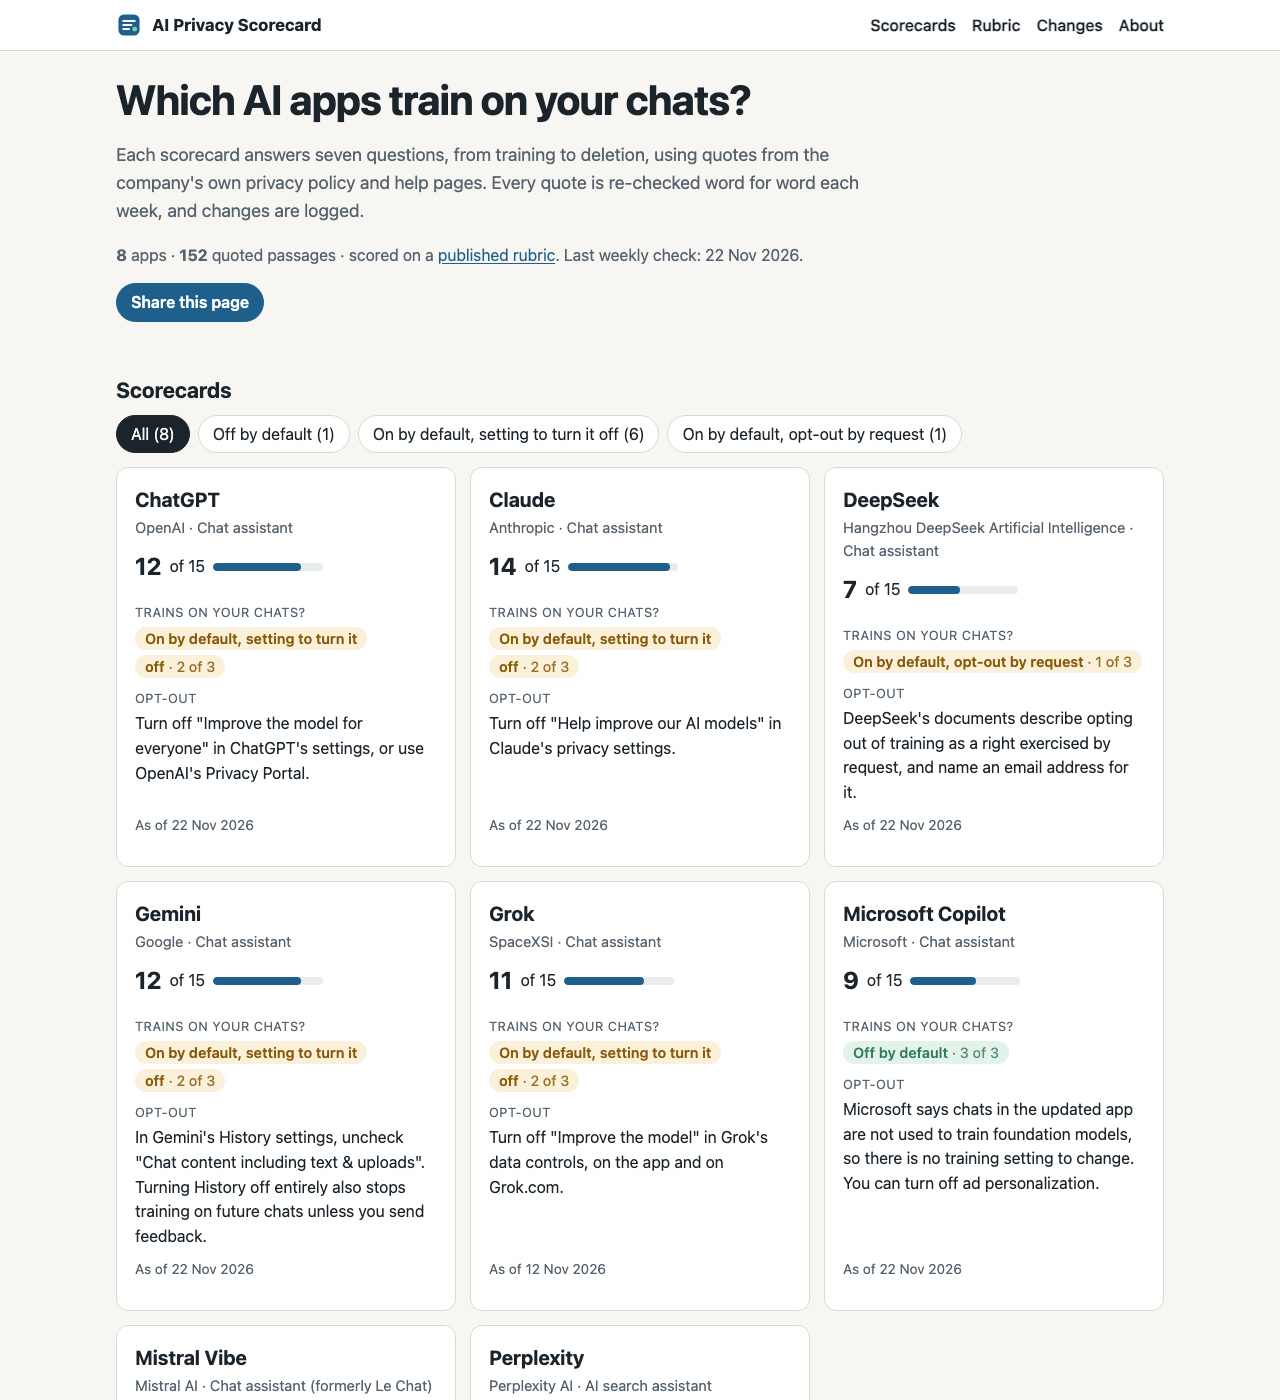 AI Privacy Scorecard
Scorecards Rubric Changes About
Which AI apps train on your chats?
Each scorecard answers seven questions, from training to deletion, using quotes from the
company's own privacy policy and help pages. Every quote is re-checked word for word each
week, and changes are logged.
8 apps · 152 quoted passages · scored on a published rubric. Last weekly check: 22 Nov 2026.
Share this page
Scorecards
All (8)
Off by default (1)
On by default, setting to turn it off (6)
On by default, opt-out by request (1)
ChatGPT
OpenAI · Chat assistant
12 of 15
TRAINS ON YOUR CHATS?
On by default, setting to turn it
off · 2 of 3
OPT-OUT
Turn off "Improve the model for
everyone" in ChatGPT's settings, or use
OpenAI's Privacy Portal.
As of 22 Nov 2026
Claude
Anthropic · Chat assistant
14 of 15
TRAINS ON YOUR CHATS?
On by default, setting to turn it
off · 2 of 3
OPT-OUT
Turn off "Help improve our AI models" in
Claude's privacy settings.
As of 22 Nov 2026
DeepSeek
Hangzhou DeepSeek Artificial Intelligence ·
Chat assistant
7 of 15
TRAINS ON YOUR CHATS?
On by default, opt-out by request · 1 of 3
OPT-OUT
DeepSeek's documents describe opting
out of training as a right exercised by
request, and name an email address for
it.
As of 22 Nov 2026
Gemini
Google · Chat assistant
12 of 15
TRAINS ON YOUR CHATS?
On by default, setting to turn it
off · 2 of 3
OPT-OUT
In Gemini's History settings, uncheck
"Chat content including text & uploads".
Turning History off entirely also stops
training on future chats unless you send
feedback.
As of 22 Nov 2026
Grok
SpaceXSI · Chat assistant
11 of 15
TRAINS ON YOUR CHATS?
On by default, setting to turn it
off · 2 of 3
OPT-OUT
Turn off "Improve the model" in Grok's
data controls, on the app and on
Grok.com.
As of 12 Nov 2026
Microsoft Copilot
Microsoft · Chat assistant
9 of 15
TRAINS ON YOUR CHATS?
Off by default · 3 of 3
OPT-OUT
Microsoft says chats in the updated app
are not used to train foundation models,
so there is no training setting to change.
You can turn off ad personalization.
As of 22 Nov 2026
Mistral Vibe
Mistral AI · Chat assistant (formerly Le Chat)
Perplexity
Perplexity AI · AI search assistant